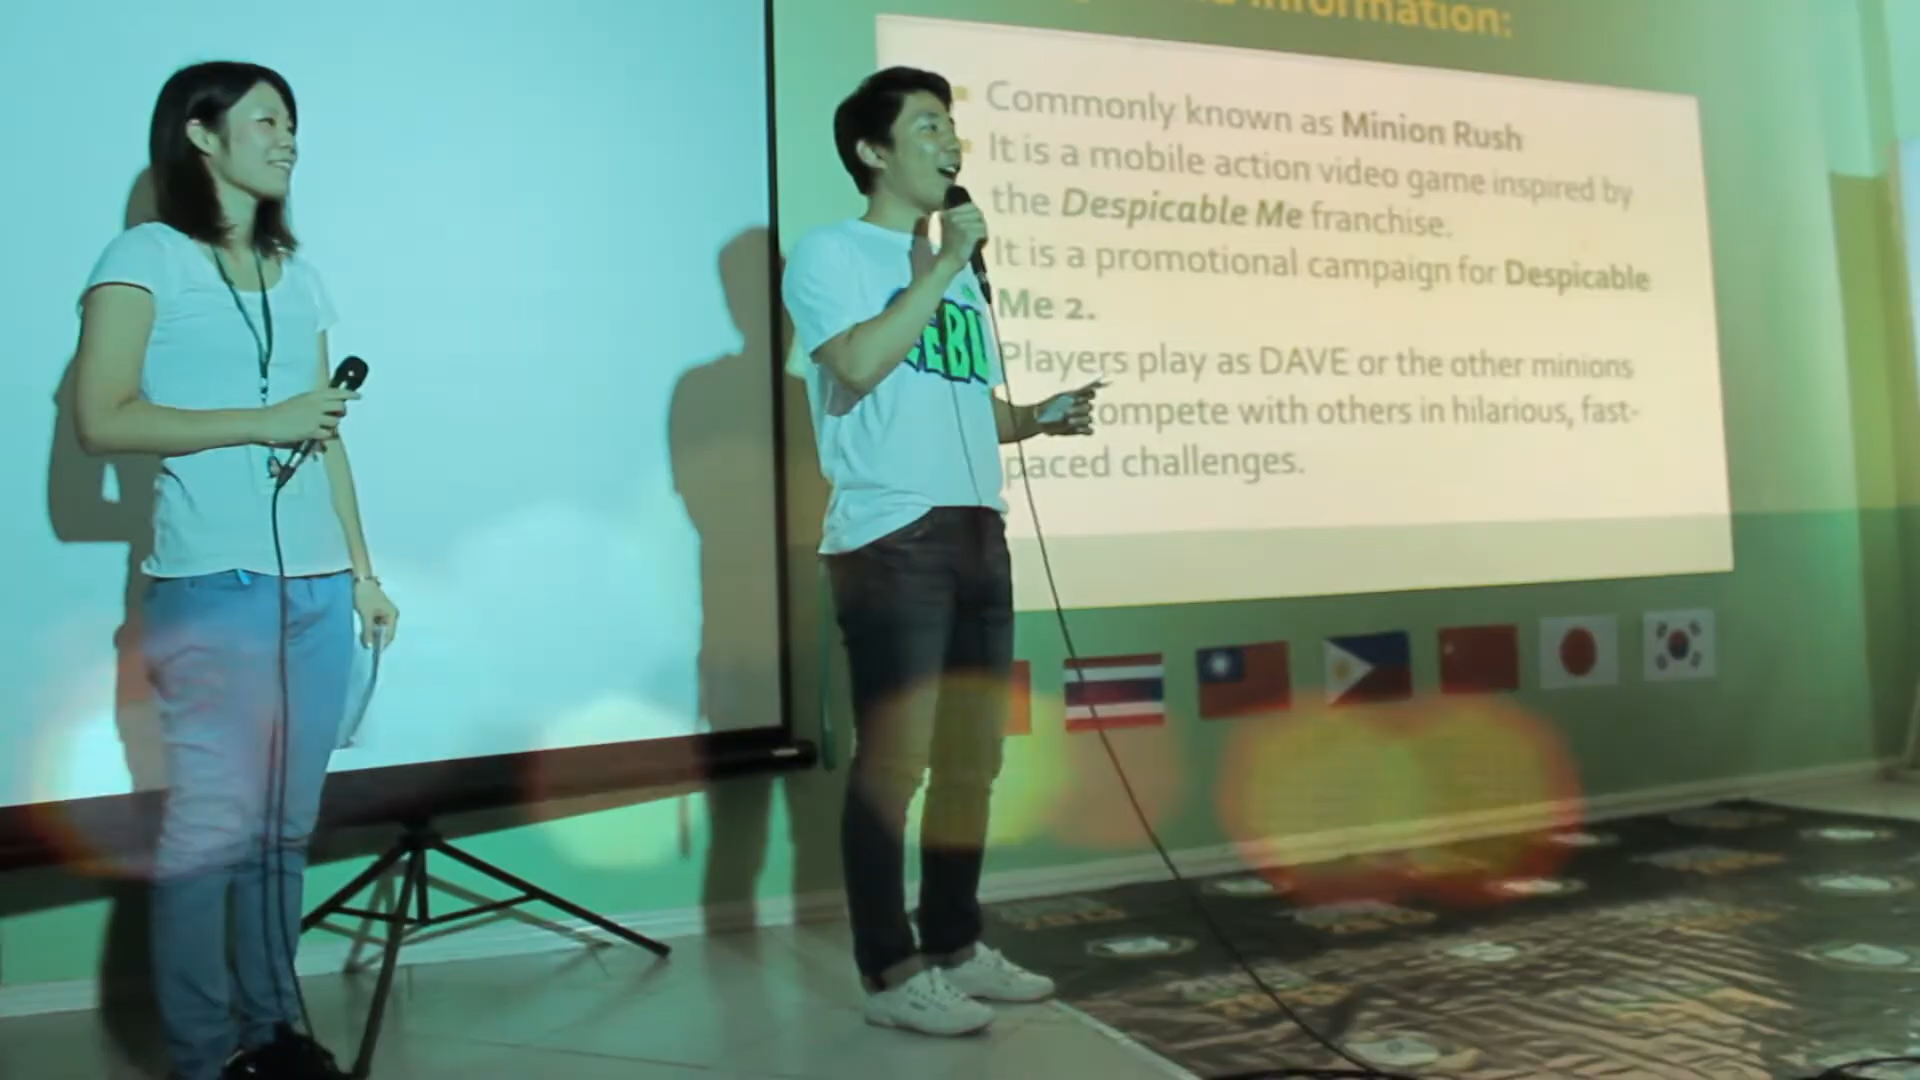 information:
Commonly known as Minion Rush
It is a mobile action video game inspired by
the Despicable Me franchise.
It is a promotional campaign for Despicable
Me 2.
Players play as DAVE or the other minions
ompete with others in hilarious, fast-
paced challenges.